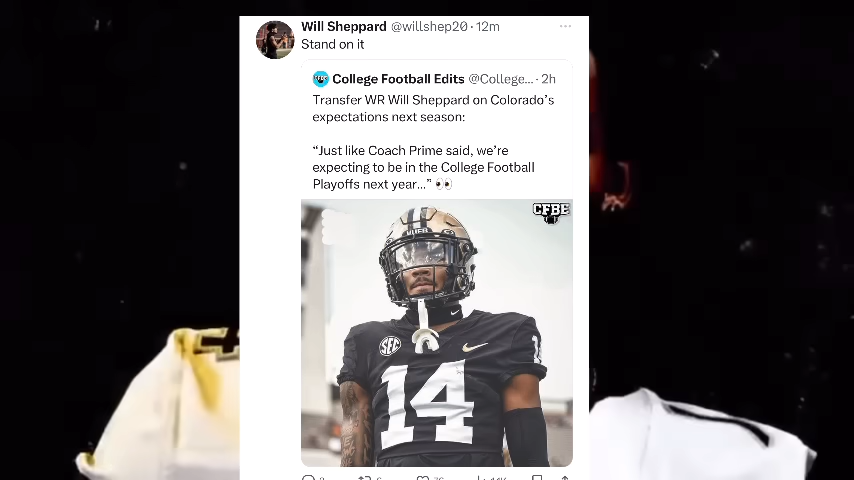 Will Sheppard @willshep20 · 12m
Stand on it
College Football Edits @College... · 2h
Transfer WR Will Sheppard on Colorado's
expectations next season:
“Just like Coach Prime said, we're
expecting to be in the College Football
Playoffs next year...” 👀
CFBE
SEC
14